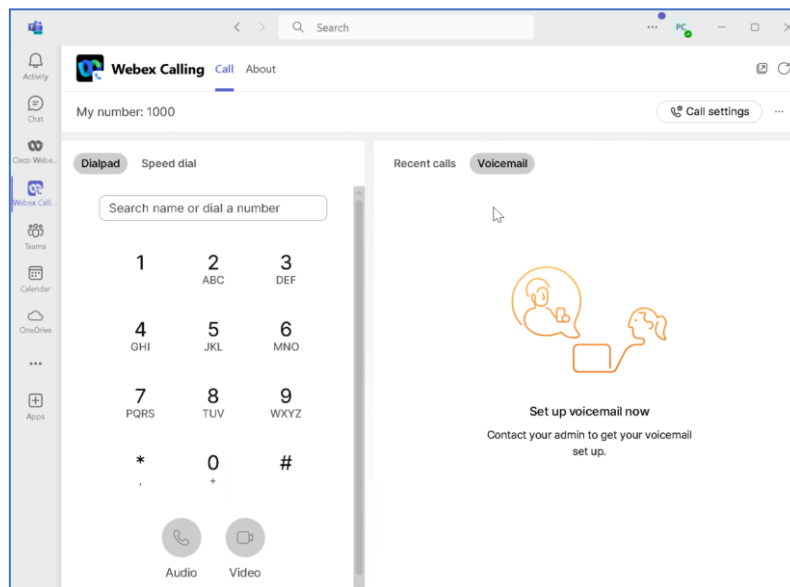 Search
PC
Activity
Chat
Cisco Webe...
Webex Calli...
Teams
Calendar
OneDrive
Apps
Webex Calling Call About
My number: 1000
Call settings
Dialpad Speed dial
Search name or dial a number
1 2 3
ABC DEF
4 5 6
GHI JKL MNO
7 8 9
PQRS TUV WXYZ
* 0 #
, +
Audio Video
Recent calls Voicemail
Set up voicemail now
Contact your admin to get your voicemail
set up.